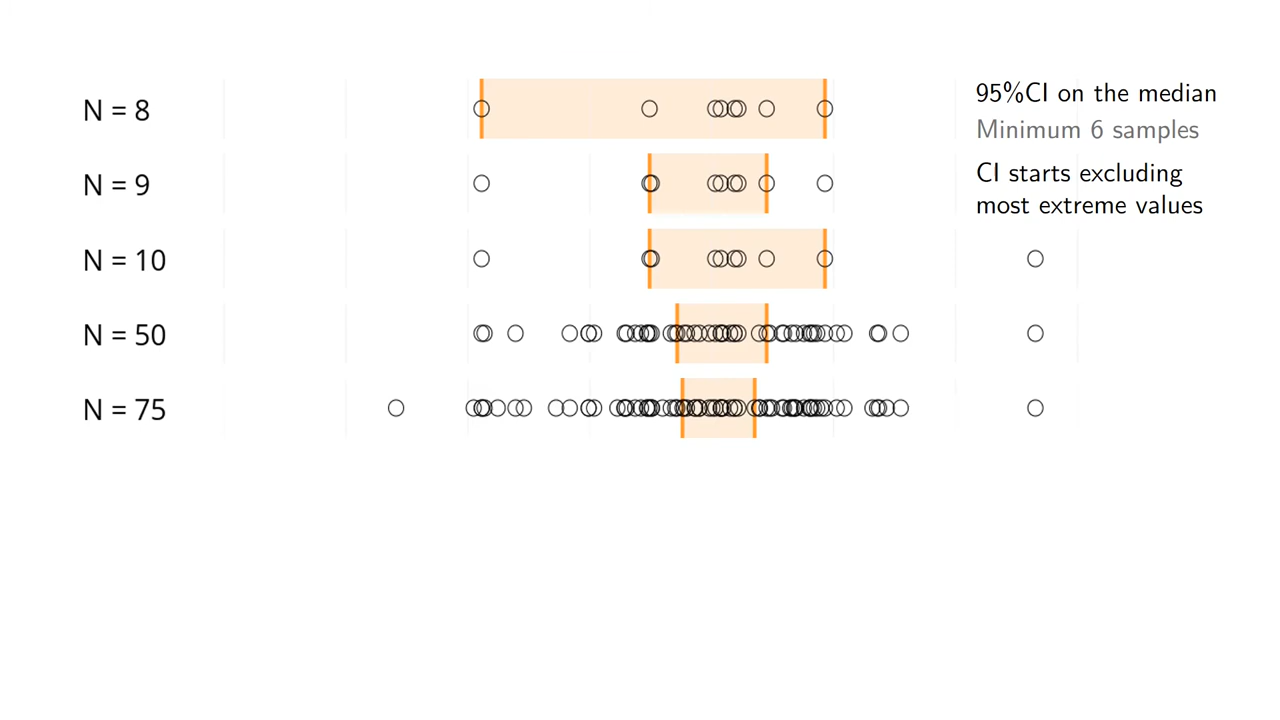 N = 8
95%CI on the median
Minimum 6 samples
N = 9
CI starts excluding
most extreme values
N = 10
N = 50
N = 75